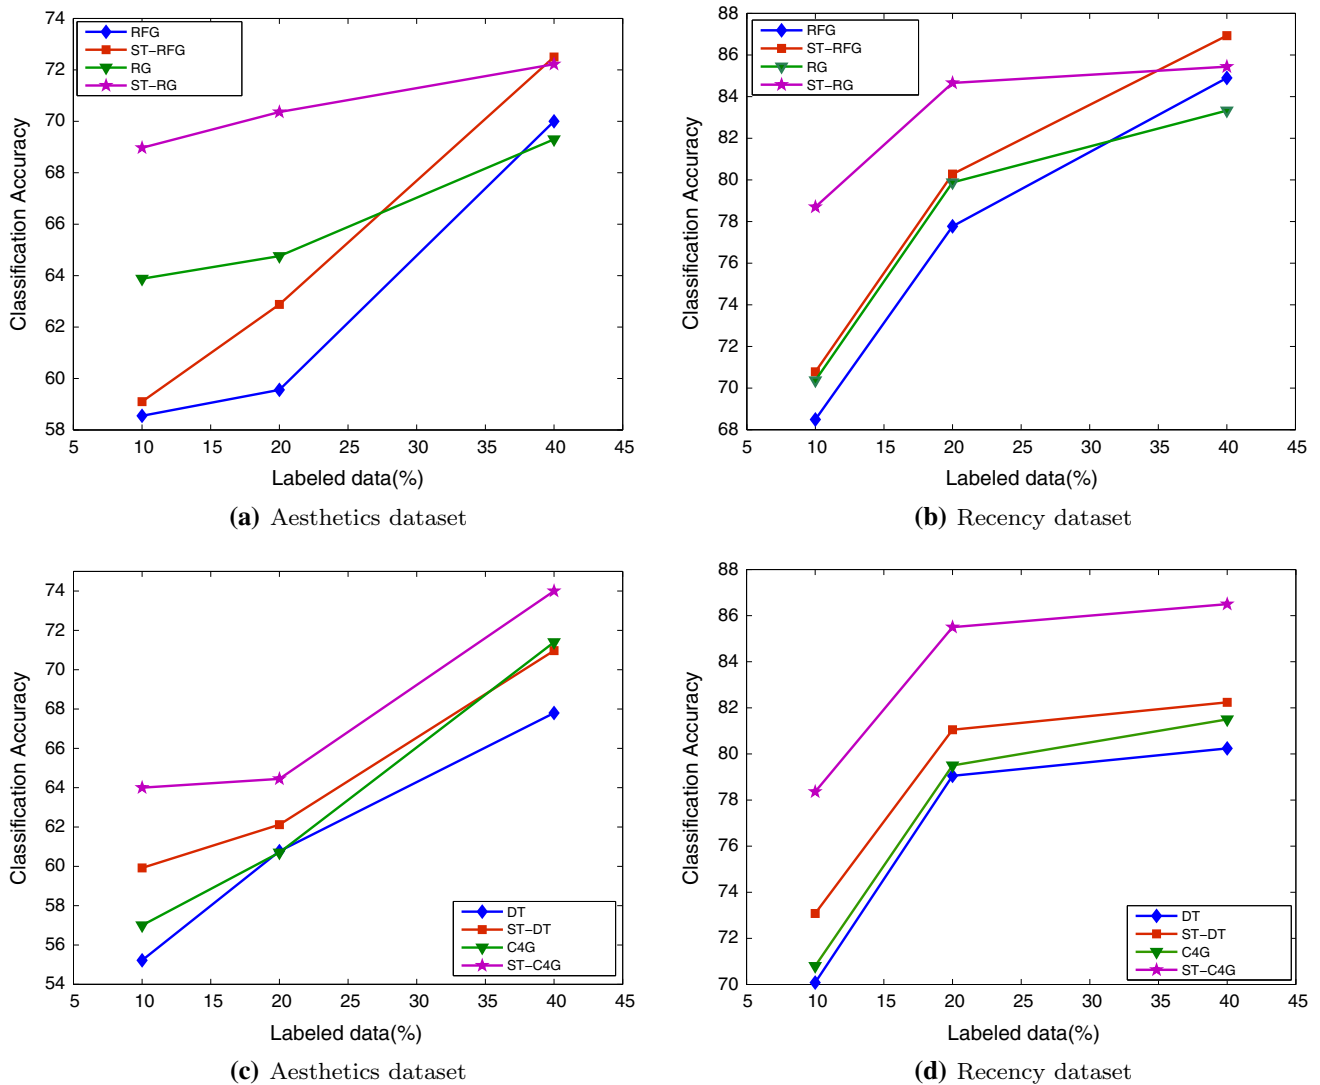 74
72
70
68
66
64
62
60
58
5 10 15 20 25 30 35 40 45
Classification Accuracy
Labeled data(%)
RFG
ST-RFG
RG
ST-RG
(a) Aesthetics dataset
88
86
84
82
80
78
76
74
72
70
68
5 10 15 20 25 30 35 40 45
Classification Accuracy
Labeled data(%)
RFG
ST-RFG
RG
ST-RG
(b) Recency dataset
74
72
70
68
66
64
62
60
58
56
54
5 10 15 20 25 30 35 40 45
Classification Accuracy
Labeled data(%)
DT
ST-DT
C4G
ST-C4G
(c) Aesthetics dataset
88
86
84
82
80
78
76
74
72
70
5 10 15 20 25 30 35 40 45
Classification Accuracy
Labeled data(%)
DT
ST-DT
C4G
ST-C4G
(d) Recency dataset